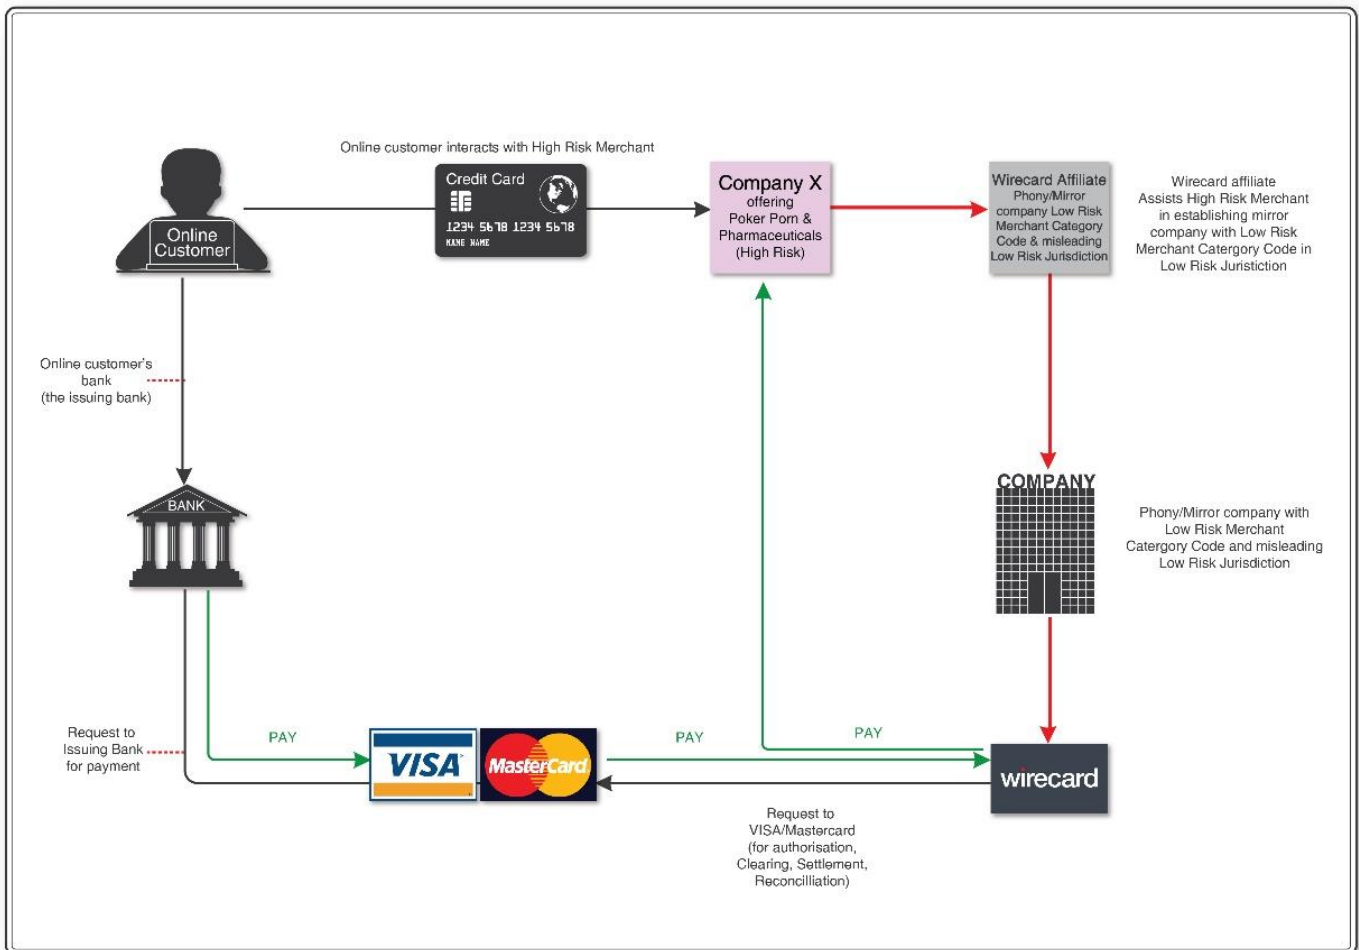 Online customer interacts with High Risk Merchant
Credit Card
1234 5678 1234 5678
NAME NAME
Online
Customer
Company X
offering
Poker Porn &
Pharmaceuticals
(High Risk)
Wirecard Affiliate
Phony/Mirror
company Low Risk
Merchant Category
Code & misleading
Low Risk Jurisdiction
Wirecard affiliate
Assists High Risk Merchant
in establishing mirror
company with Low Risk
Merchant Catergory Code in
Low Risk Juristiction
Online customer's
bank
(the issuing bank)
BANK
COMPANY
Phony/Mirror company with
Low Risk Merchant
Catergory Code and misleading
Low Risk Jurisdiction
Request to
Issuing Bank
for payment
PAY
VISA
MasterCard
PAY
PAY
wirecard
Request to
VISA/Mastercard
(for authorisation,
Clearing, Settlement,
Reconcilliation)